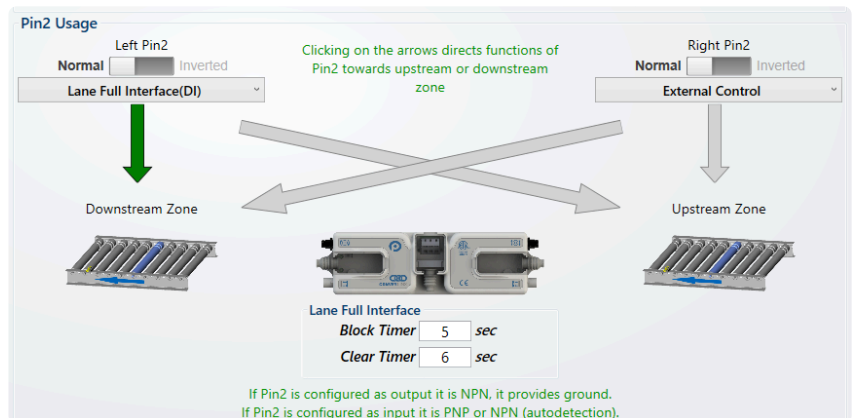 Pin2 Usage
Left Pin2
Normal Inverted
Lane Full Interface(DI)
Clicking on the arrows directs functions of
Pin2 towards upstream or downstream
zone
Right Pin2
Normal Inverted
External Control
Downstream Zone
Upstream Zone
Lane Full Interface
Block Timer 5 sec
Clear Timer 6 sec
If Pin2 is configured as output it is NPN, it provides ground.
If Pin2 is configured as input it is PNP or NPN (autodetection).